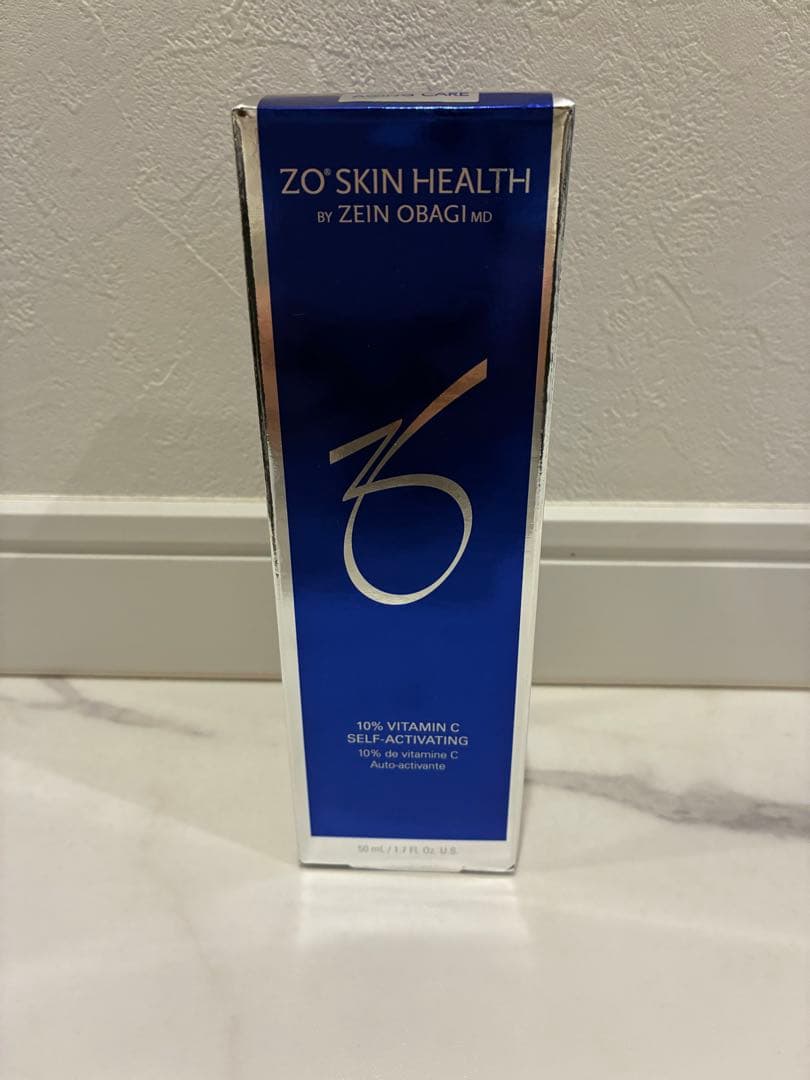 ZO® SKIN HEALTH
BY ZEIN OBAGI MD
10% VITAMIN C
SELF-ACTIVATING
10% de vitamine C
Auto-activante
50 mL / 1.7 Fl. Oz. U.S.